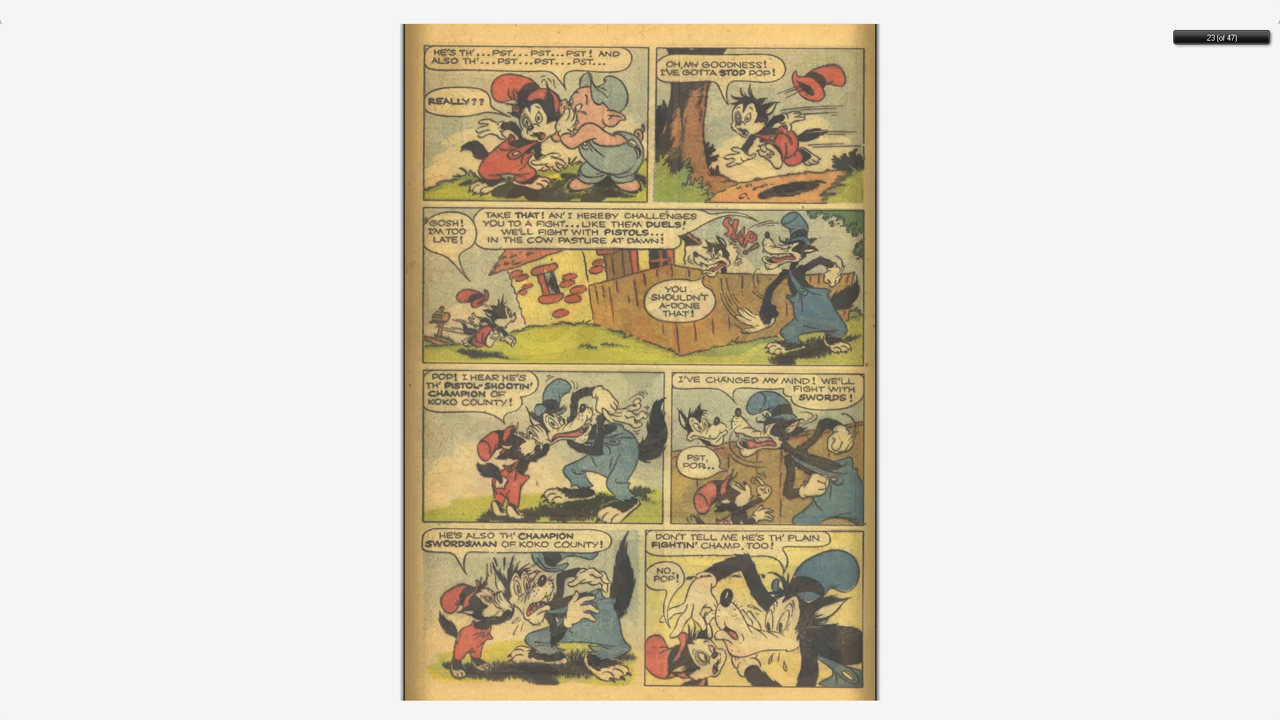 23 (of 47)
HE'S TH'...PST...PST...PST! AND
ALSO TH'...PST...PST...PST...
REALLY??
OH, MY GOODNESS!
I'VE GOTTA STOP POP!
GOSH!
I'M TOO
LATE!
TAKE THAT! AN' I HEREBY CHALLENGES
YOU TO A FIGHT...LIKE THEM DUELS!
WE'LL FIGHT WITH PISTOLS...
IN THE COW PASTURE AT DAWN!
SLAP!
YOU
SHOULDN'T
A-DONE
THAT!
POP! I HEAR HE'S
TH' PISTOL-SHOOTIN'
CHAMPION OF
KOKO COUNTY!
I'VE CHANGED MY MIND! WE'LL
FIGHT WITH
SWORDS!
PST,
POP..
HE'S ALSO TH' CHAMPION
SWORDSMAN OF KOKO COUNTY!
DON'T TELL ME HE'S TH' PLAIN
FIGHTIN' CHAMP, TOO!
NO,
POP!